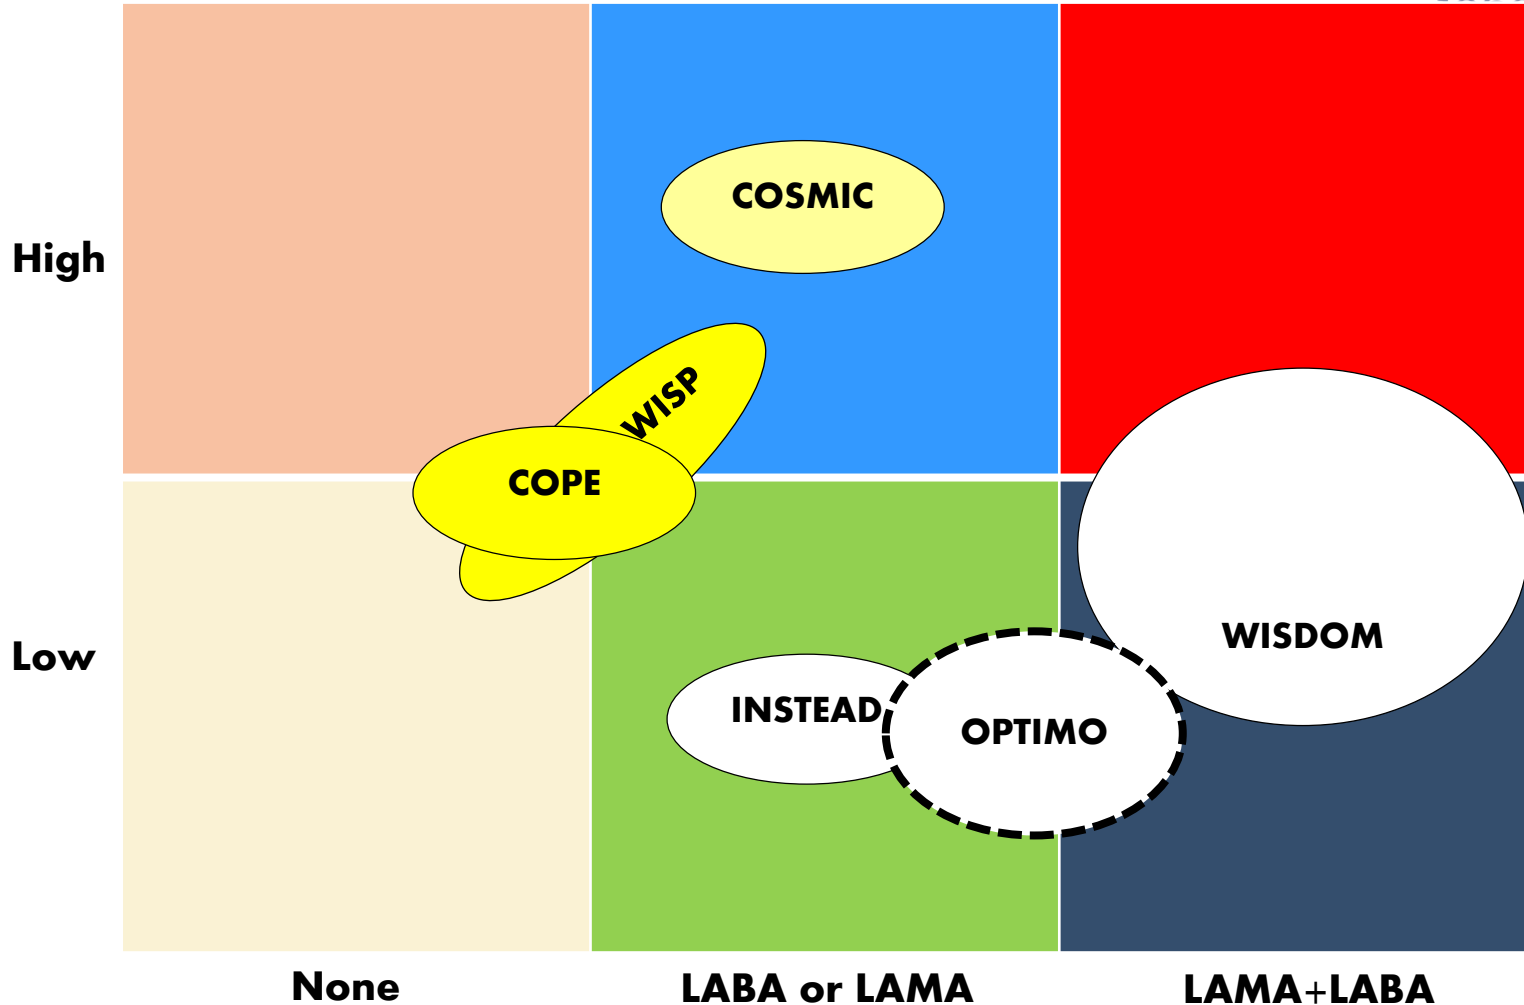 COSMIC
High
WISP
COPE
WISDOM
Low
INSTEAD
OPTIMO
None
LABA or LAMA
LAMA+LABA